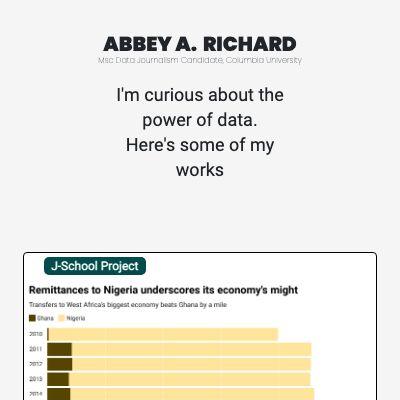 ABBEY A. RICHARD
Msc Data Journalism Candidate, Columbia University
I'm curious about the
power of data.
Here's some of my
works
J-School Project
Remittances to Nigeria underscores its economy's might
Transfers to West Africa's biggest economy beats Ghana by a mile
Ghana Nigeria
2010
2011
2012
2013
2014